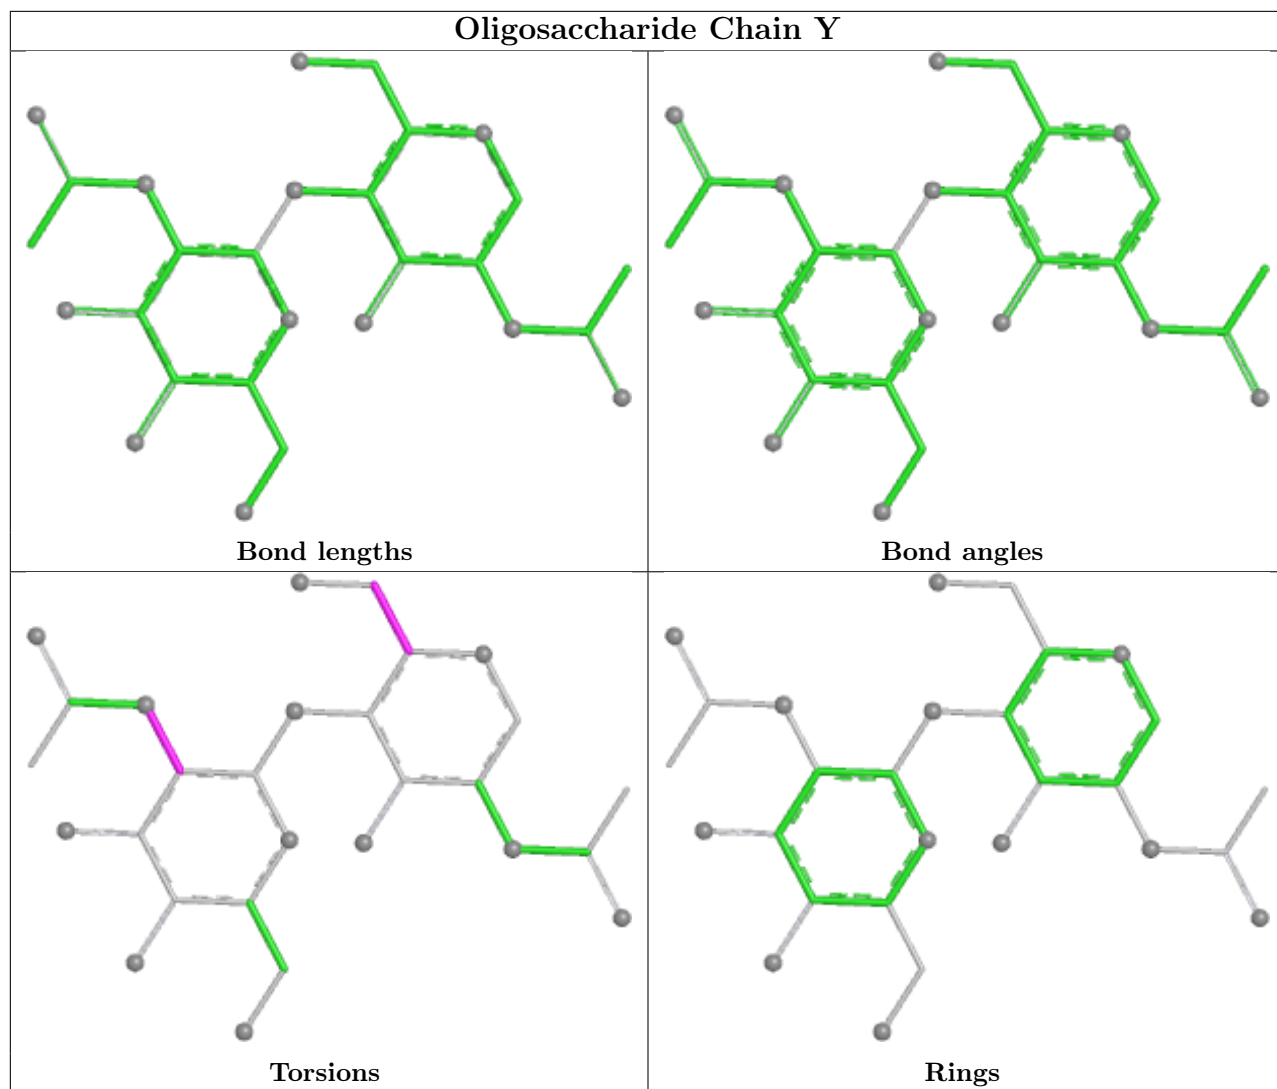 Oligosaccharide Chain Y
Bond lengths
Bond angles
Torsions
Rings